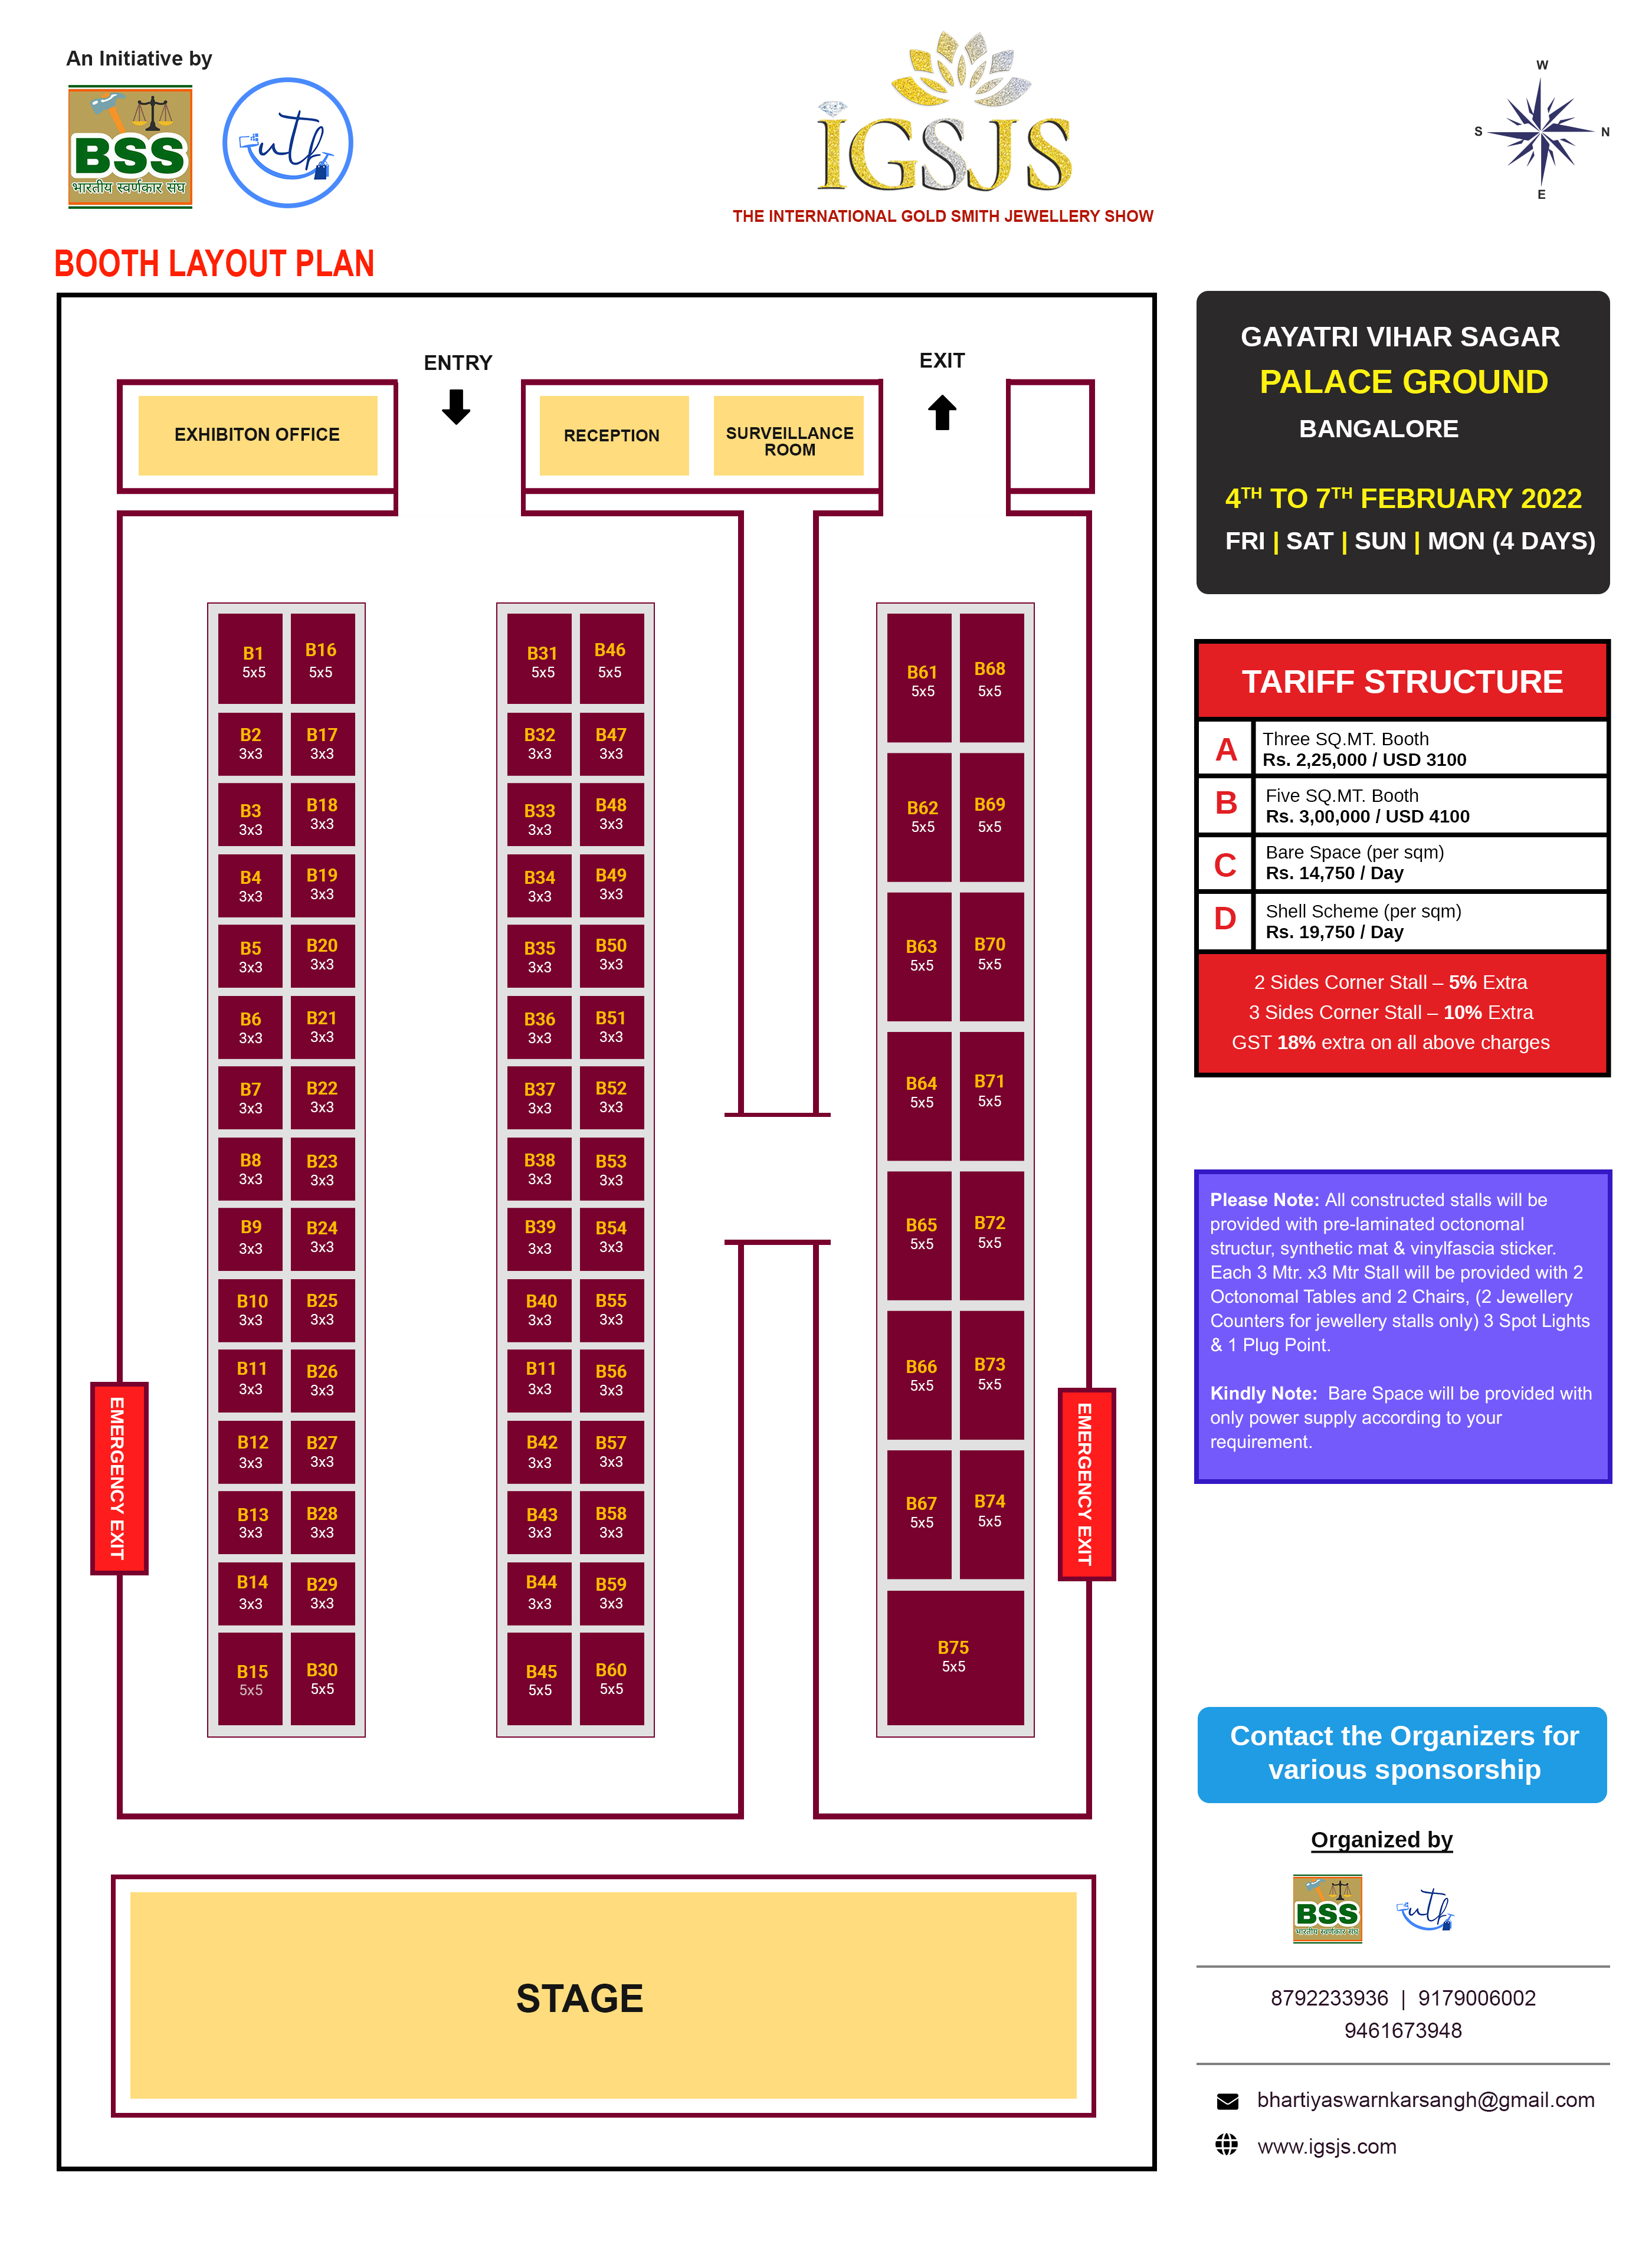 An Initiative by
BSS
भारतीय स्वर्णकार संघ
utf
IGSJS
THE INTERNATIONAL GOLD SMITH JEWELLERY SHOW
W
S
N
E
BOOTH LAYOUT PLAN
ENTRY
EXIT
EXHIBITON OFFICE
RECEPTION
SURVEILLANCE
ROOM
B1
5x5
B16
5x5
B2
3x3
B17
3x3
B3
3x3
B18
3x3
B4
3x3
B19
3x3
B5
3x3
B20
3x3
B6
3x3
B21
3x3
B7
3x3
B22
3x3
B8
3x3
B23
3x3
B9
3x3
B24
3x3
B10
3x3
B25
3x3
B11
3x3
B26
3x3
B12
3x3
B27
3x3
B13
3x3
B28
3x3
B14
3x3
B29
3x3
B15
5x5
B30
5x5
B31
5x5
B46
5x5
B32
3x3
B47
3x3
B33
3x3
B48
3x3
B34
3x3
B49
3x3
B35
3x3
B50
3x3
B36
3x3
B51
3x3
B37
3x3
B52
3x3
B38
3x3
B53
3x3
B39
3x3
B54
3x3
B40
3x3
B55
3x3
B11
3x3
B56
3x3
B42
3x3
B57
3x3
B43
3x3
B58
3x3
B44
3x3
B59
3x3
B45
5x5
B60
5x5
B61
5x5
B68
5x5
B62
5x5
B69
5x5
B63
5x5
B70
5x5
B64
5x5
B71
5x5
B65
5x5
B72
5x5
B66
5x5
B73
5x5
B67
5x5
B74
5x5
B75
5x5
EMERGENCY EXIT
EMERGENCY EXIT
STAGE
GAYATRI VIHAR SAGAR
PALACE GROUND
BANGALORE
4TH TO 7TH FEBRUARY 2022
FRI | SAT | SUN | MON (4 DAYS)
TARIFF STRUCTURE
A
Three SQ.MT. Booth
Rs. 2,25,000 / USD 3100
B
Five SQ.MT. Booth
Rs. 3,00,000 / USD 4100
C
Bare Space (per sqm)
Rs. 14,750 / Day
D
Shell Scheme (per sqm)
Rs. 19,750 / Day
2 Sides Corner Stall – 5% Extra
3 Sides Corner Stall – 10% Extra
GST 18% extra on all above charges
Please Note: All constructed stalls will be
provided with pre-laminated octonomal
structur, synthetic mat & vinylfascia sticker.
Each 3 Mtr. x3 Mtr Stall will be provided with 2
Octonomal Tables and 2 Chairs, (2 Jewellery
Counters for jewellery stalls only) 3 Spot Lights
& 1 Plug Point.
Kindly Note: Bare Space will be provided with
only power supply according to your
requirement.
Contact the Organizers for
various sponsorship
Organized by
BSS
भारतीय स्वर्णकार संघ
utf
8792233936 | 9179006002
9461673948
bhartiyaswarnkarsangh@gmail.com
www.igsjs.com